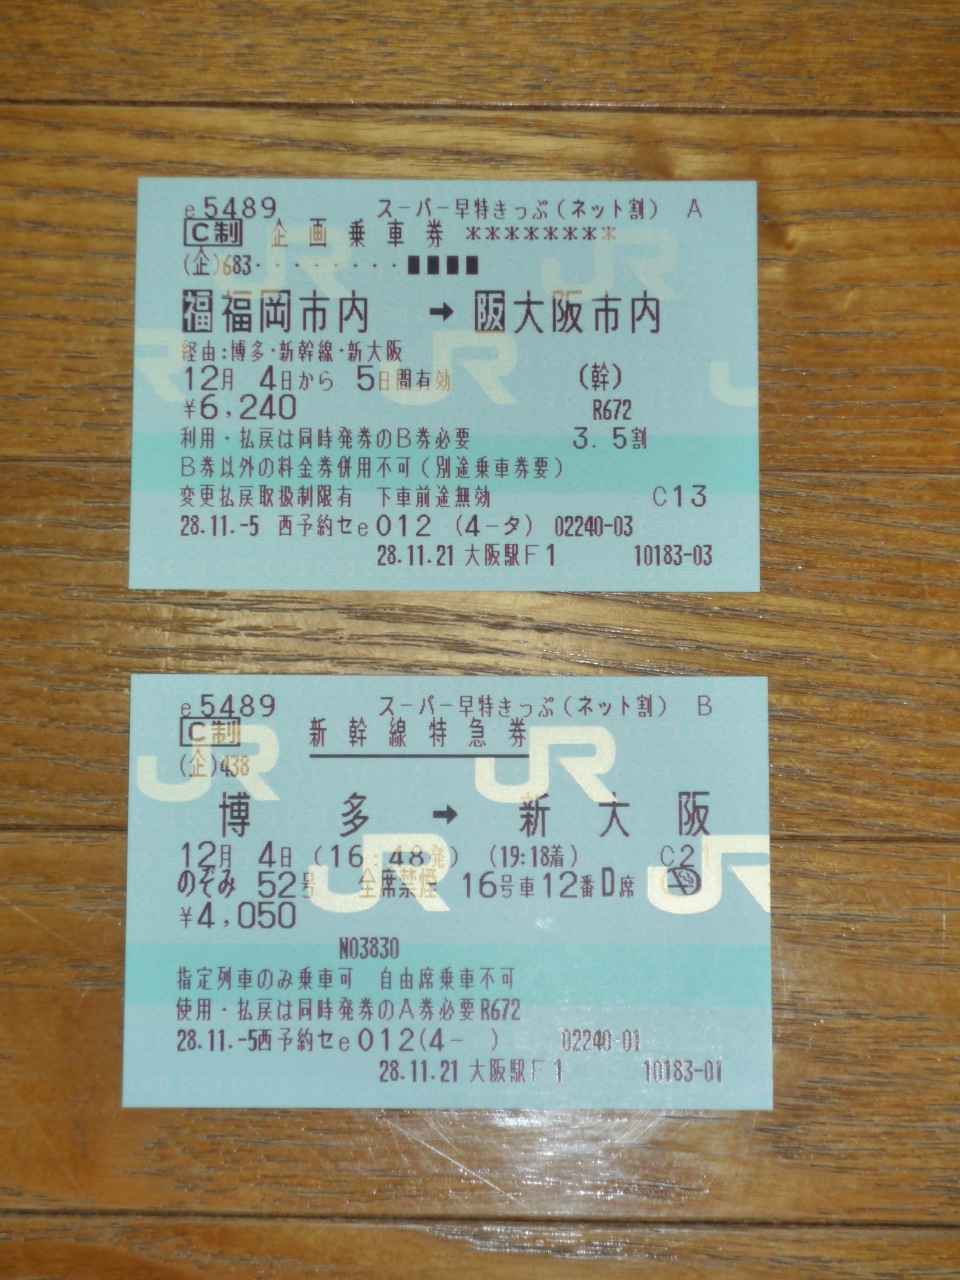 e5489 スーパー早特きっぷ(ネット割) A
C制 企画乗車券 ********
(企)683・・・・・・・・■■■■
福 福岡市内 → 阪 大阪市内
経由:博多・新幹線・新大阪
12月 4日から 5日間有効 (幹)
¥6,240 R672
利用・払戻は同時発券のB券必要 3.5割
B券以外の料金券併用不可(別途乗車券要)
変更払戻取扱制限有 下車前途無効 C13
28.11.-5 西予約セe012 (4-タ) 02240-03
28.11.21 大阪駅F1 10183-03
e5489 スーパー早特きっぷ(ネット割) B
C制 新幹線特急券
(企)438
博多 → 新大阪
12月 4日 (16:48発) (19:18着) C21
のぞみ 52号 全席禁煙 16号車12番D席
¥4,050
N03830
指定列車のみ乗車可 自由席乗車不可
使用・払戻は同時発券のA券必要R672
28.11.-5西予約セe012(4- ) 02240-01
28.11.21 大阪駅F1 10183-01